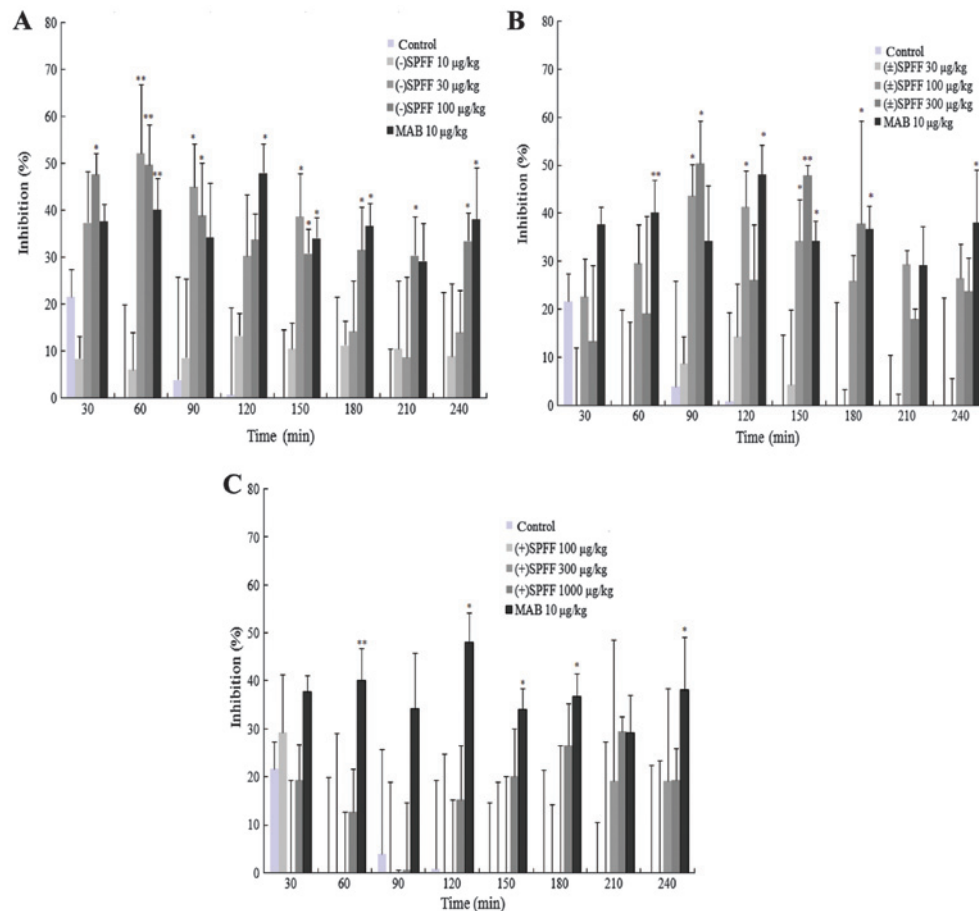 A
80
70
60
50
40
30
20
10
0
Inhibition (%)
Control
(-)SPFF 10 µg/kg
(-)SPFF 30 µg/kg
(-)SPFF 100 µg/kg
MAB 10 µg/kg
** ** ** * * * * * * * * * * * * *
30 60 90 120 150 180 210 240
Time (min)
B
80
70
60
50
40
30
20
10
0
Inhibition (%)
Control
(±)SPFF 30 µg/kg
(±)SPFF 100 µg/kg
(±)SPFF 300 µg/kg
MAB 10 µg/kg
** * * * * * ** * * * *
30 60 90 120 150 180 210 240
Time (min)
C
80
70
60
50
40
30
20
10
0
Inhibition (%)
Control
(+)SPFF 100 µg/kg
(+)SPFF 300 µg/kg
(+)SPFF 1000 µg/kg
MAB 10 µg/kg
** * * * *
30 60 90 120 150 180 210 240
Time (min)